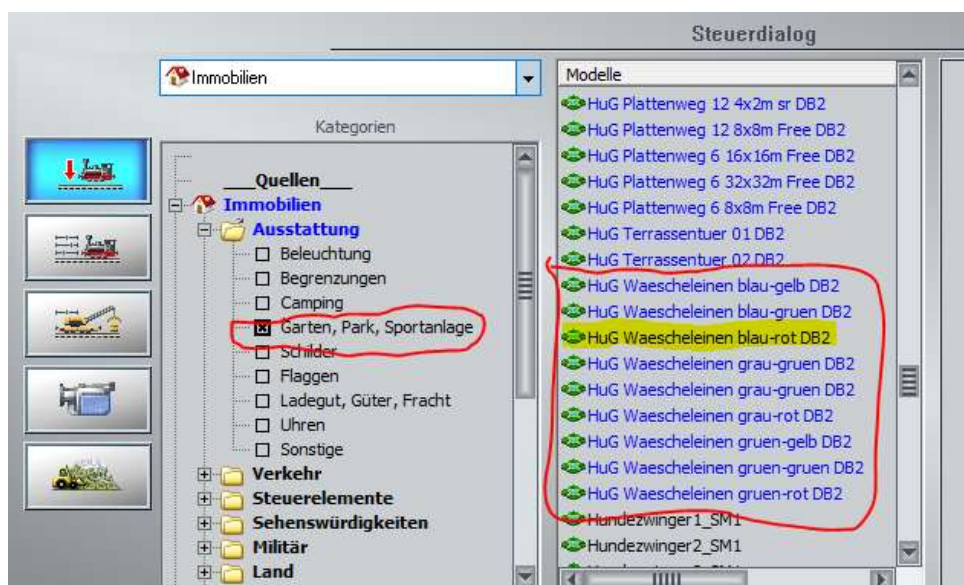 Steuerdialog
Immobilien
Kategorien
___Quellen___
Immobilien
Ausstattung
Beleuchtung
Begrenzungen
Camping
Garten, Park, Sportanlage
Schilder
Flaggen
Ladegut, Güter, Fracht
Uhren
Sonstige
Verkehr
Steuerelemente
Sehenswürdigkeiten
Militär
Land
Modelle
HuG Plattenweg 12 4x2m sr DB2
HuG Plattenweg 12 8x8m Free DB2
HuG Plattenweg 6 16x16m Free DB2
HuG Plattenweg 6 32x32m Free DB2
HuG Plattenweg 6 8x8m Free DB2
HuG Terrassentuer 01 DB2
HuG Terrassentuer 02 DB2
HuG Waescheleinen blau-gelb DB2
HuG Waescheleinen blau-gruen DB2
HuG Waescheleinen blau-rot DB2
HuG Waescheleinen grau-gruen DB2
HuG Waescheleinen grau-rot DB2
HuG Waescheleinen gruen-gelb DB2
HuG Waescheleinen gruen-gruen DB2
HuG Waescheleinen gruen-rot DB2
Hundezwinger1_SM1
Hundezwinger2_SM1